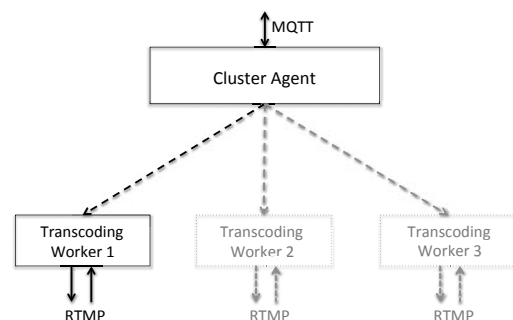 MQTT
Cluster Agent
Transcoding
Worker 1
Transcoding
Worker 2
Transcoding
Worker 3
RTMP
RTMP
RTMP